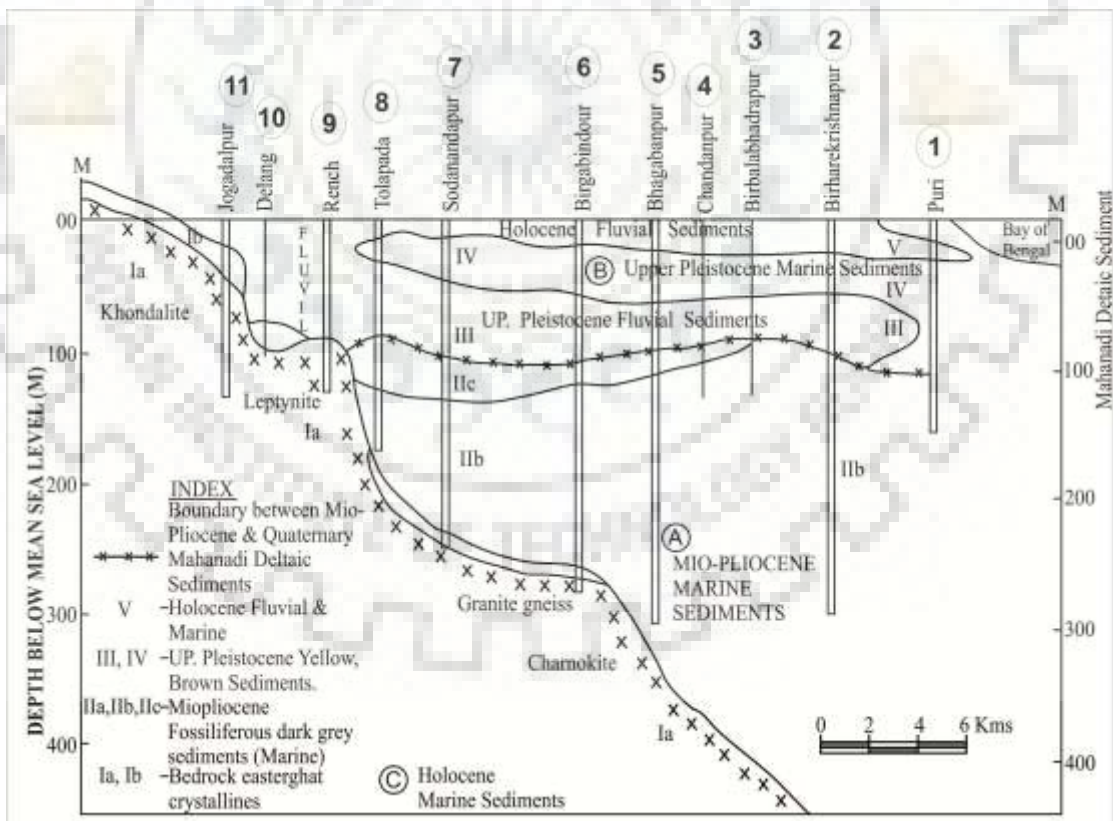 11
10
9
8
7
6
5
4
3
2
1
M
Jogadalpur
Delang
Rench
Tolapada
Sodanandapur
Birgabindour
Bhagabanpur
Chandanpur
Birbalabhadrapur
Birharekrishnapur
Puri
M
00
Ib
FLUVIL
Holocene Fluvial Sediments
V
Bay of
Bengal
00
Ia
IV
B Upper Pleistocene Marine Sediments
IV
Khondalite
UP. Pleistocene Fluvial Sediments
III
III
100
IIc
100
Leptynite
Ia
IIb
IIb
200
200
INDEX
Boundary between Mio-
Pliocene & Quaternary
Mahanadi Deltaic
Sediments
A
MIO-PLIOCENE
MARINE
SEDIMENTS
Granite gneiss
300
300
V -Holocene Fluvial &
Marine
Charnokite
III, IV -UP. Pleistocene Yellow,
Brown Sediments.
IIa,IIb,IIc-Miopliocene
Fossiliferous dark grey
sediments (Marine)
Ia
0 2 4 6 Kms
400
400
Ia, Ib -Bedrock easterghat
crystallines
C Holocene
Marine Sediments
DEPTH BELOW MEAN SEA LEVEL (M)
Mahanadi Detaic Sediment